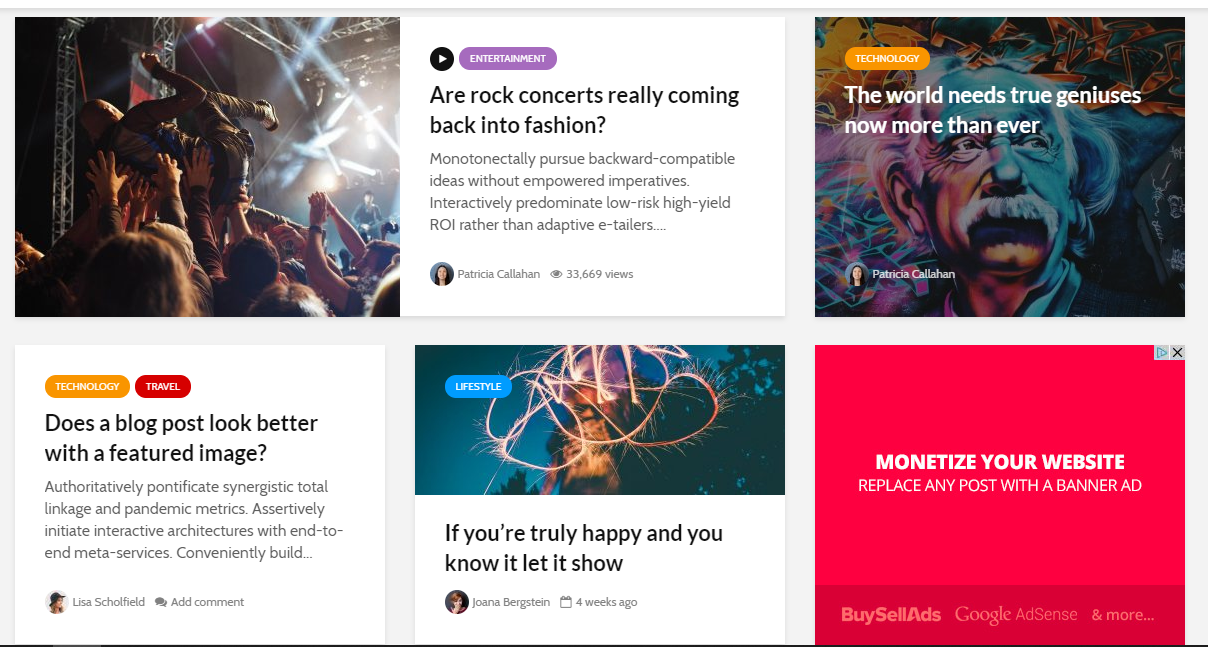 ENTERTAINMENT
Are rock concerts really coming
back into fashion?
Monotonectally pursue backward-compatible
ideas without empowered imperatives.
Interactively predominate low-risk high-yield
ROI rather than adaptive e-tailers....
Patricia Callahan 33,669 views
TECHNOLOGY
The world needs true geniuses
now more than ever
Patricia Callahan
TECHNOLOGY TRAVEL
Does a blog post look better
with a featured image?
Authoritatively pontificate synergistic total
linkage and pandemic metrics. Assertively
initiate interactive architectures with end-to-
end meta-services. Conveniently build...
Lisa Scholfield Add comment
LIFESTYLE
If you’re truly happy and you
know it let it show
Joana Bergstein 4 weeks ago
MONETIZE YOUR WEBSITE
REPLACE ANY POST WITH A BANNER AD
BuySellAds Google AdSense & more...